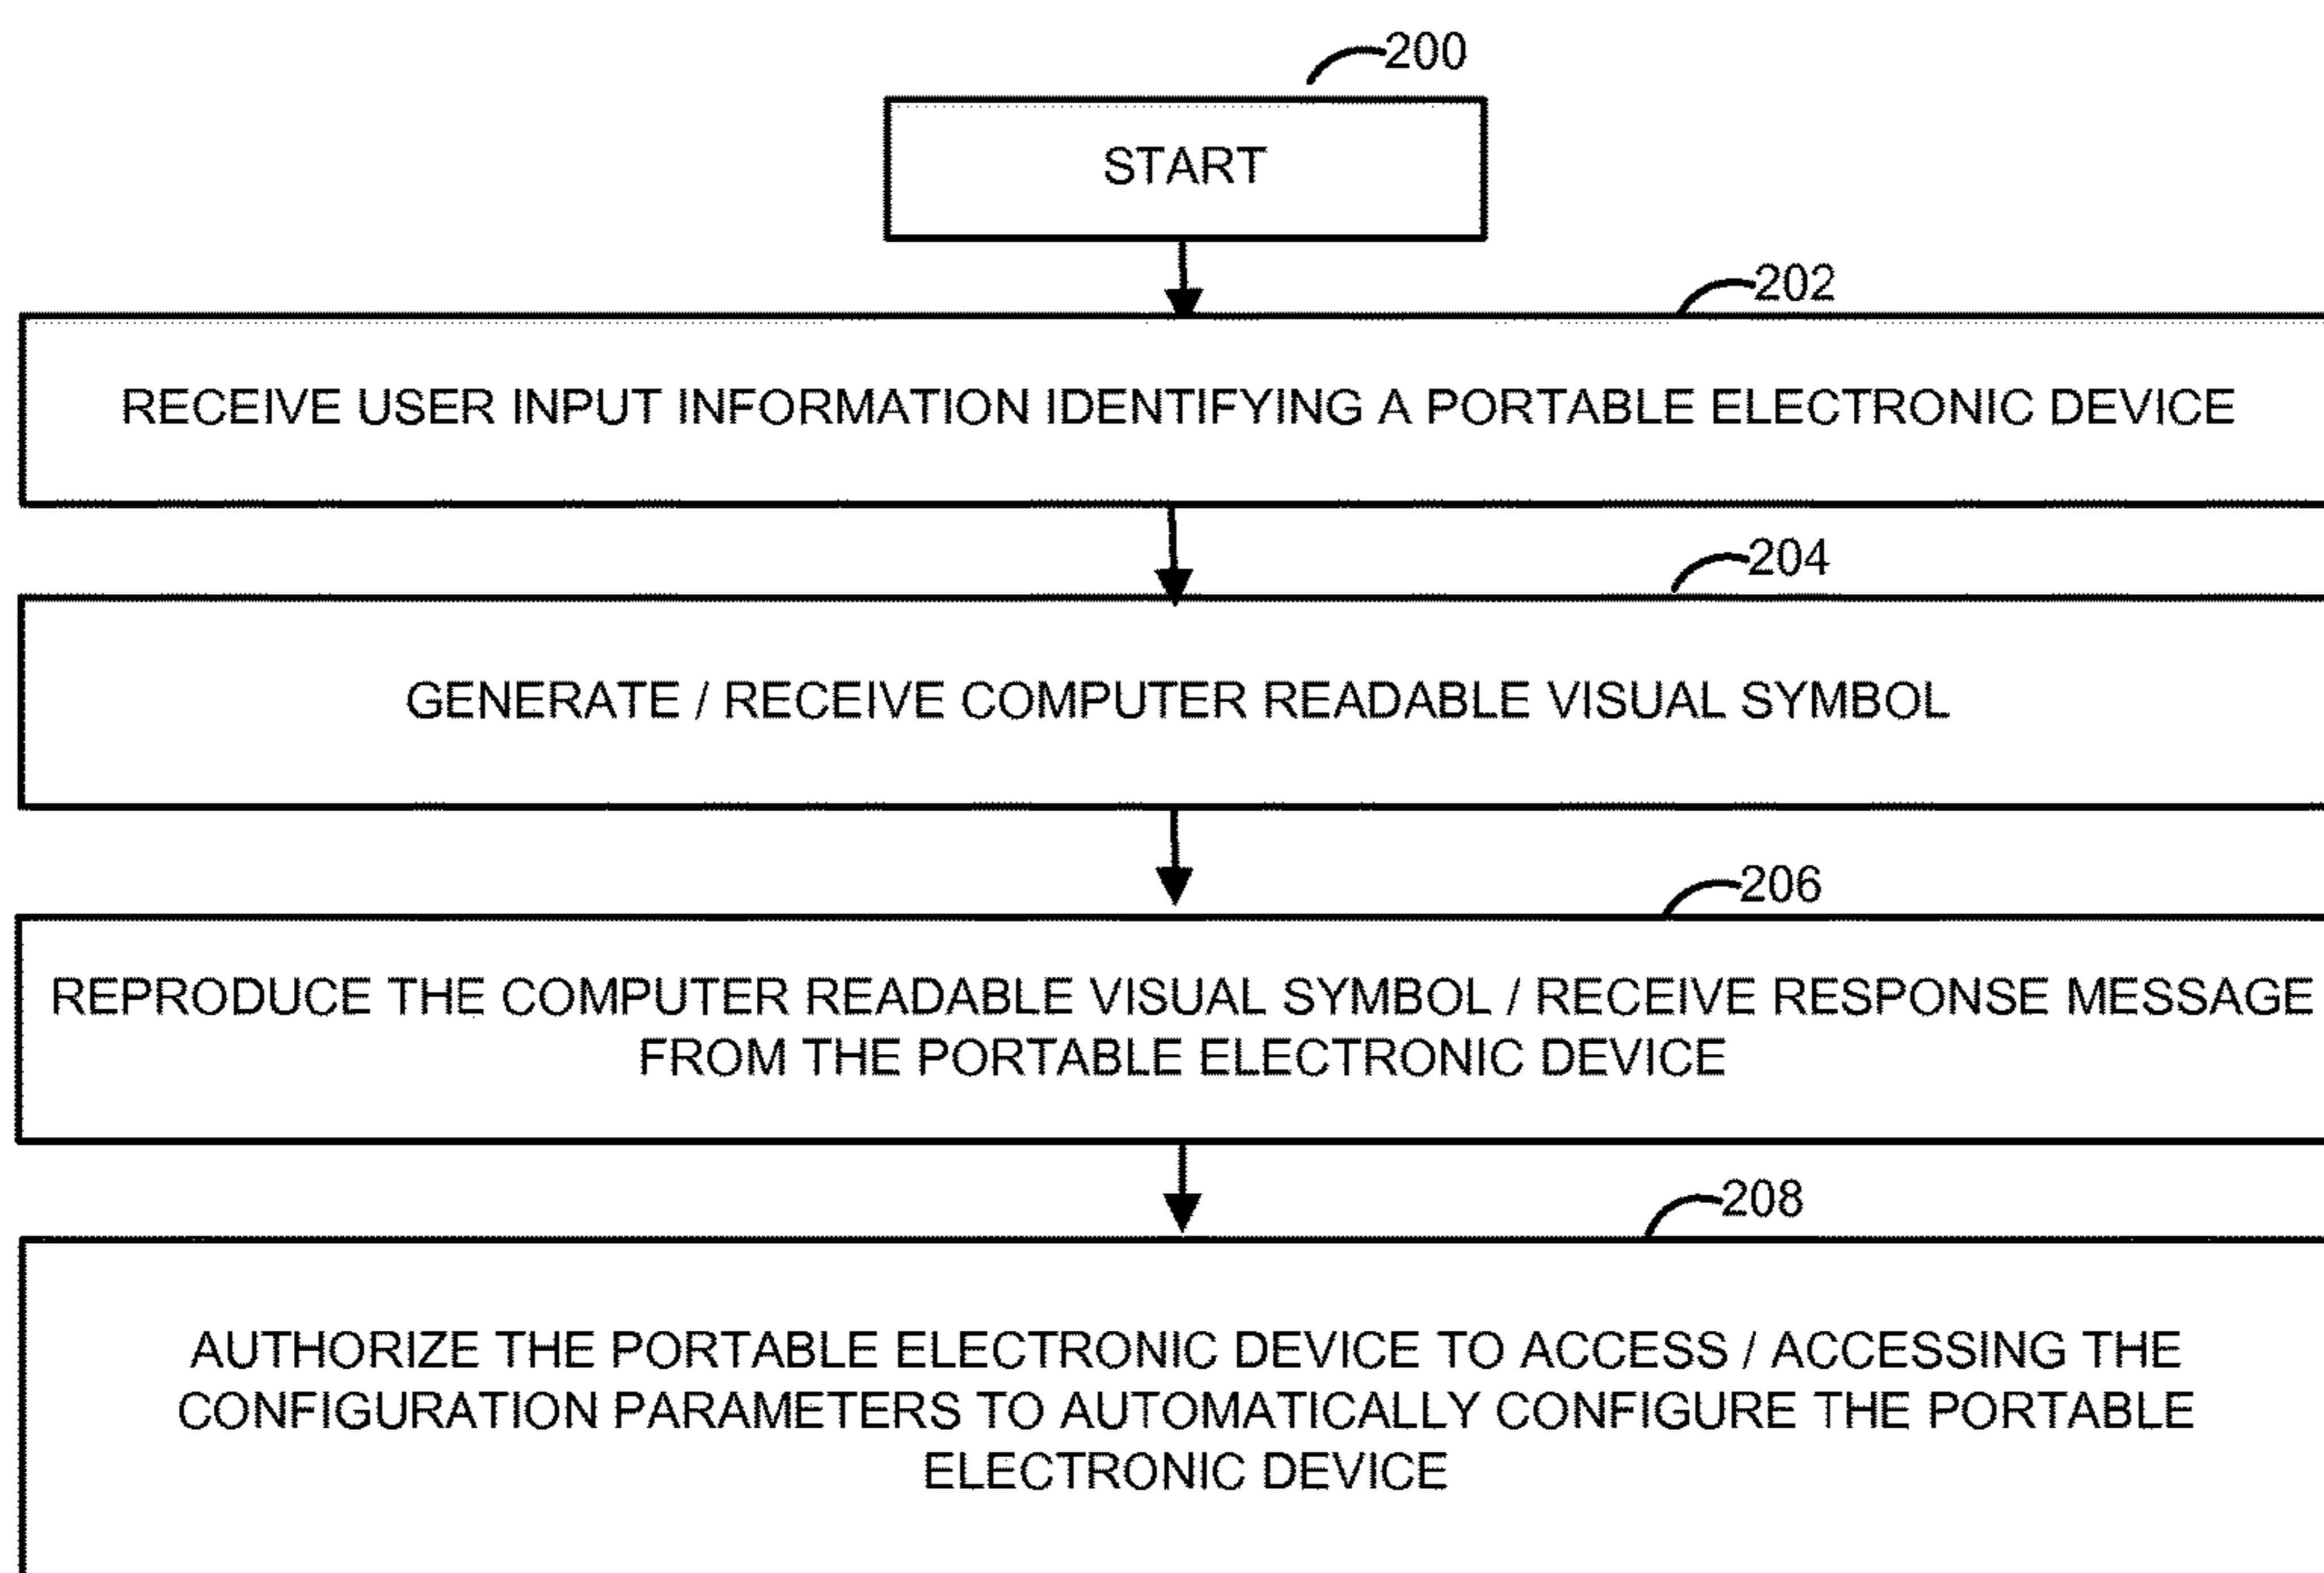 200
START
202
RECEIVE USER INPUT INFORMATION IDENTIFYING A PORTABLE ELECTRONIC DEVICE
204
GENERATE / RECEIVE COMPUTER READABLE VISUAL SYMBOL
206
REPRODUCE THE COMPUTER READABLE VISUAL SYMBOL / RECEIVE RESPONSE MESSAGE
FROM THE PORTABLE ELECTRONIC DEVICE
208
AUTHORIZE THE PORTABLE ELECTRONIC DEVICE TO ACCESS / ACCESSING THE
CONFIGURATION PARAMETERS TO AUTOMATICALLY CONFIGURE THE PORTABLE
ELECTRONIC DEVICE